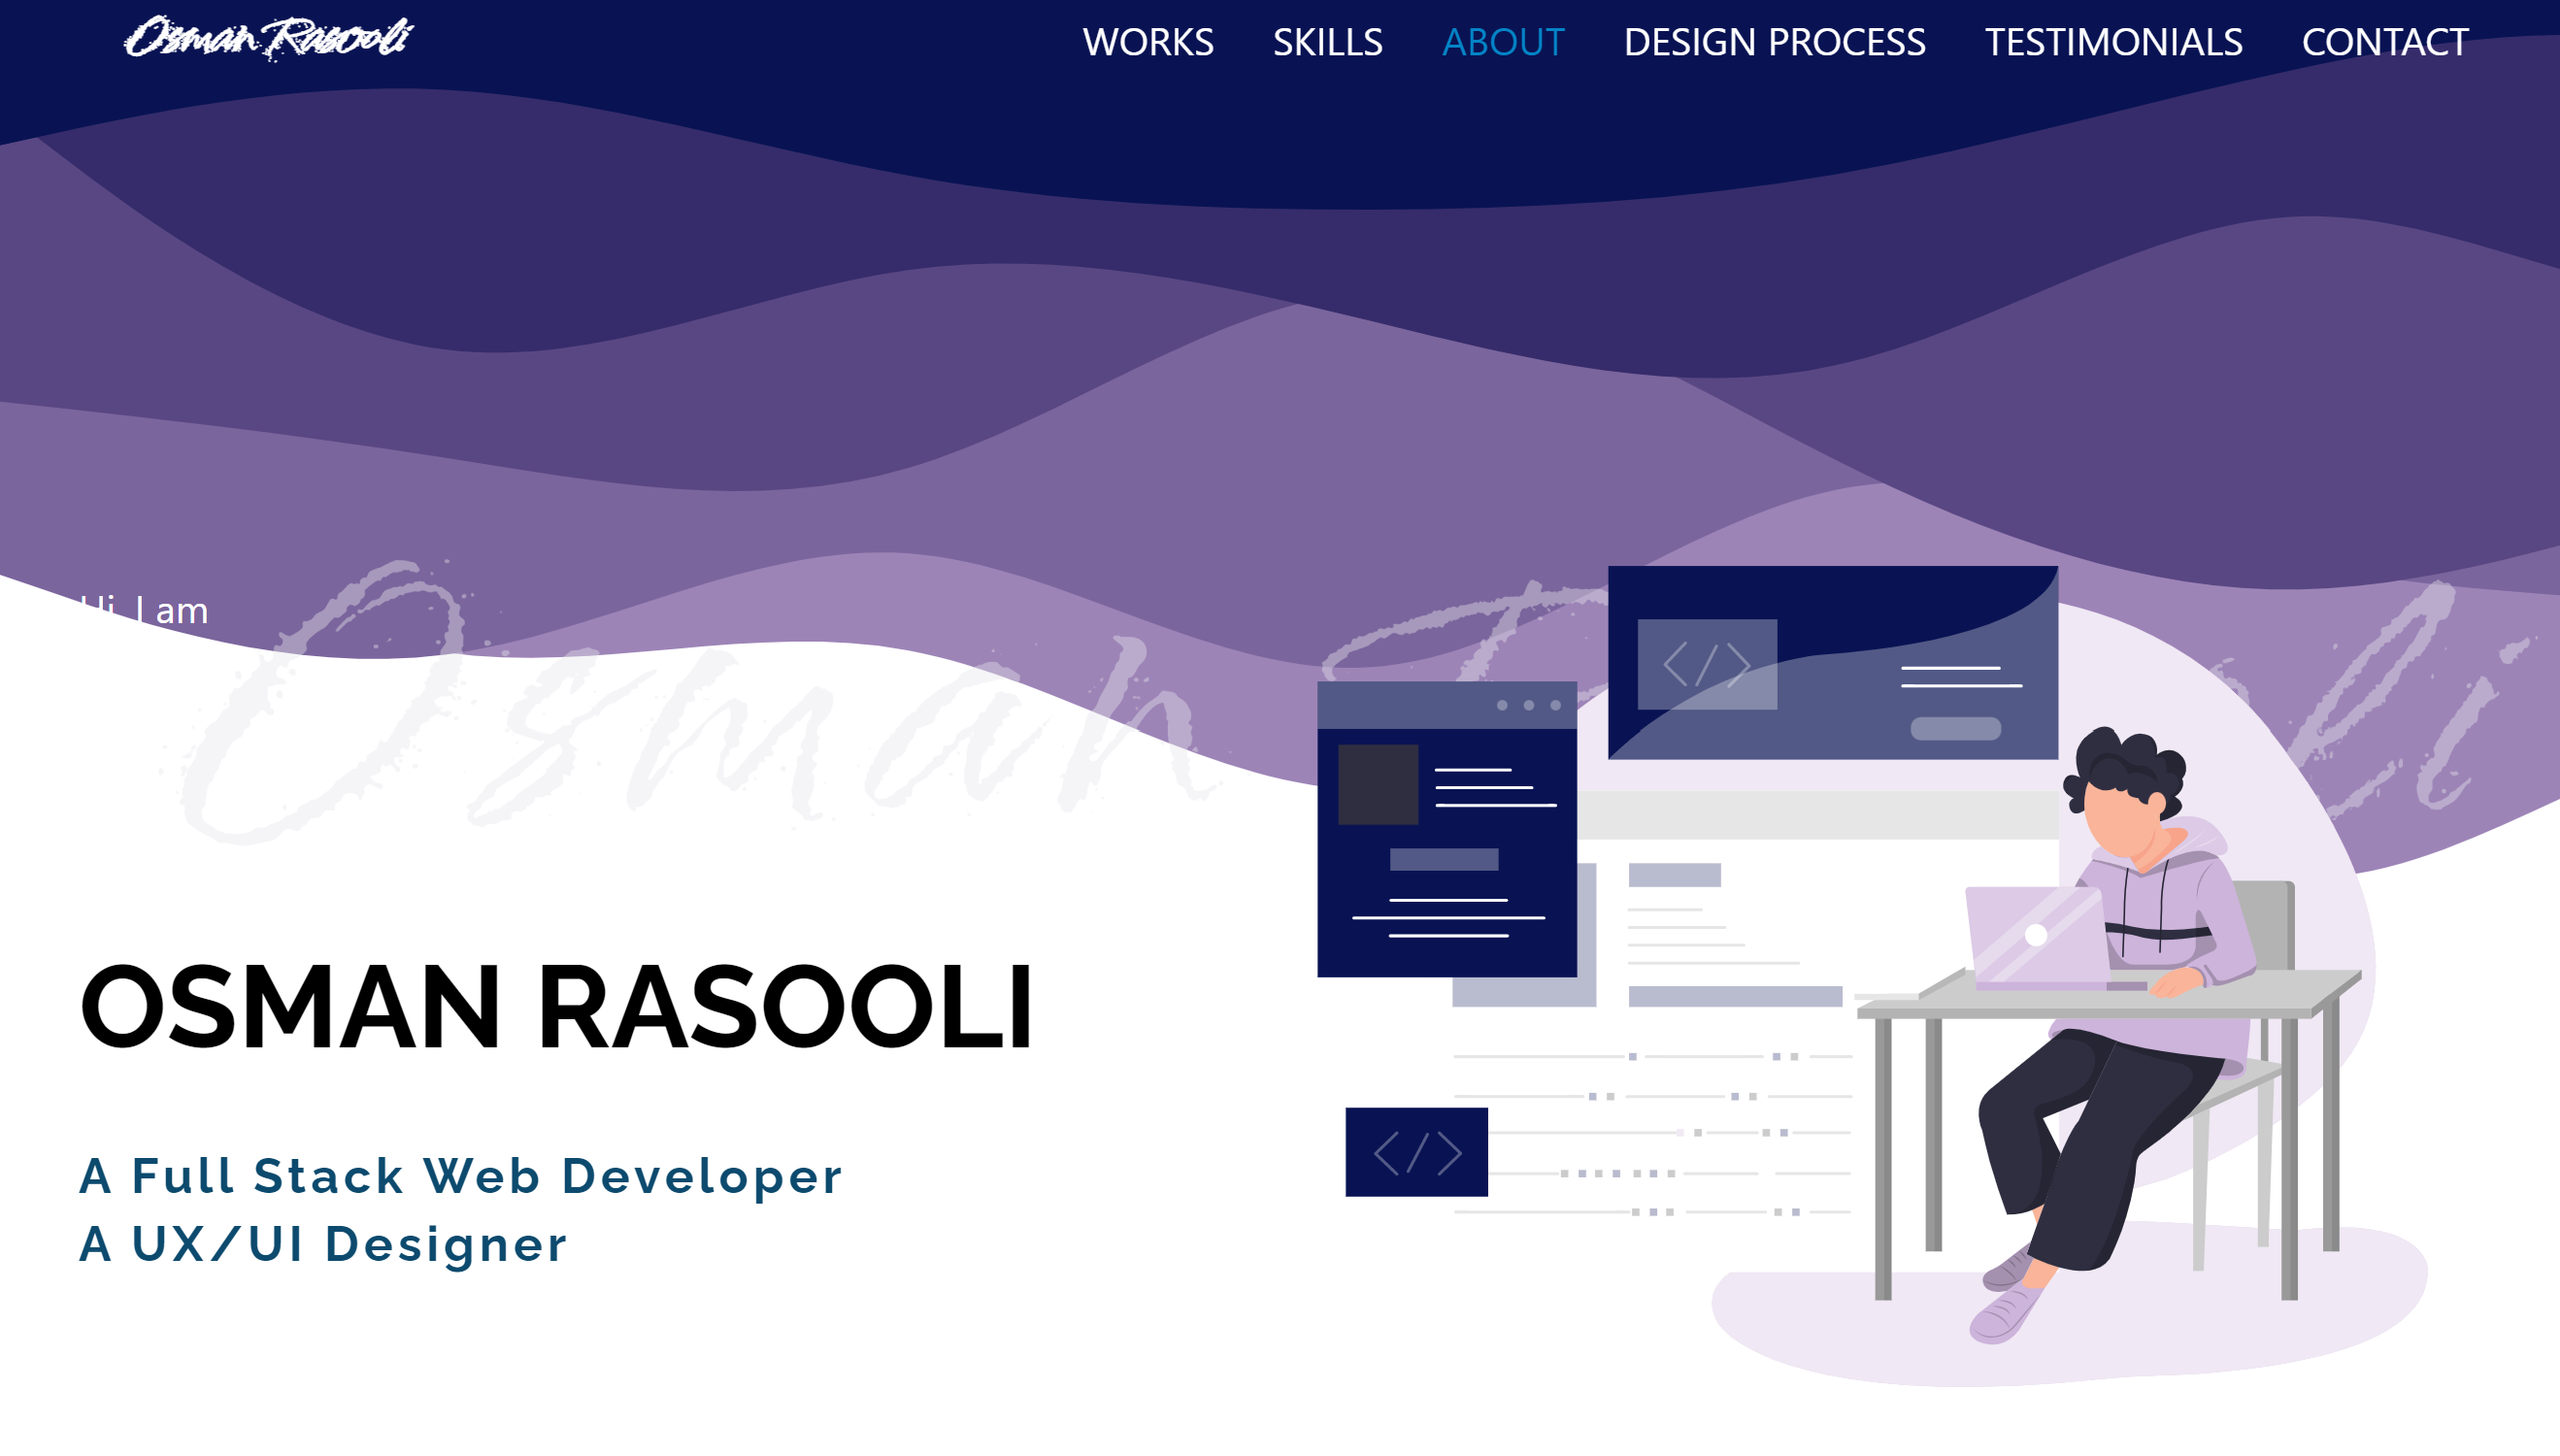 Osman Rasooli
WORKS SKILLS ABOUT DESIGN PROCESS TESTIMONIALS CONTACT
Hi, I am
Osman
OSMAN RASOOLI
A Full Stack Web Developer
A UX/UI Designer